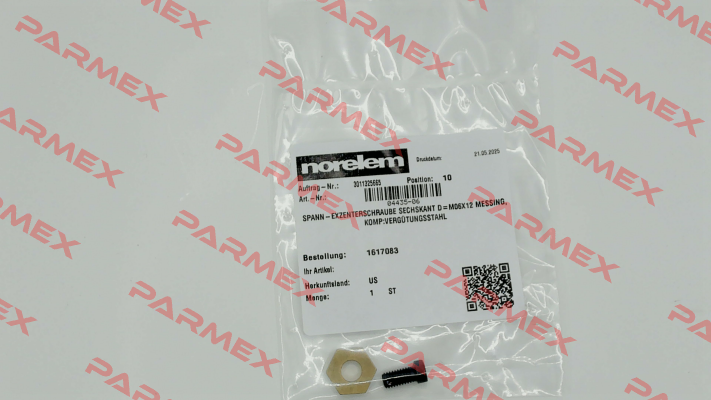 norelem
Druckdatum 21.05.2025
Auftrag-Nr.: 3011225665 Position: 10
Art.-Nr.:
04435-06
SPANN-EXZENTERSCHRAUBE SECHSKANT D=M06X12 MESSING,
KOMP:VERGÜTUNGSSTAHL
Bestellung: 1617083
Ihr Artikel:
Herkunftsland: US
Menge: 1 ST
PARMEX
PARMEX
PARMEX
PARMEX
PARMEX
PARMEX
PARMEX
PARMEX
PARMEX
PARMEX
PARMEX
PARMEX
PARMEX